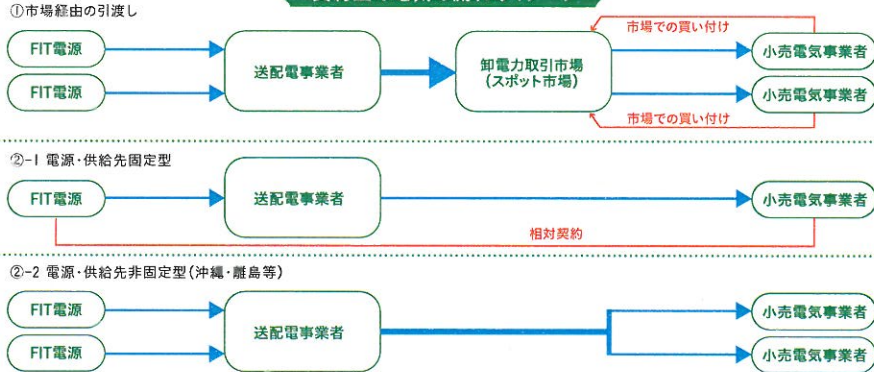 ①市場経由の引渡し
市場での買い付け
FIT電源
送配電事業者
卸電力取引市場
(スポット市場)
小売電気事業者
FIT電源
小売電気事業者
市場での買い付け
②-1 電源・供給先固定型
FIT電源
送配電事業者
小売電気事業者
相対契約
②-2 電源・供給先非固定型(沖縄・離島等)
FIT電源
送配電事業者
小売電気事業者
FIT電源
小売電気事業者